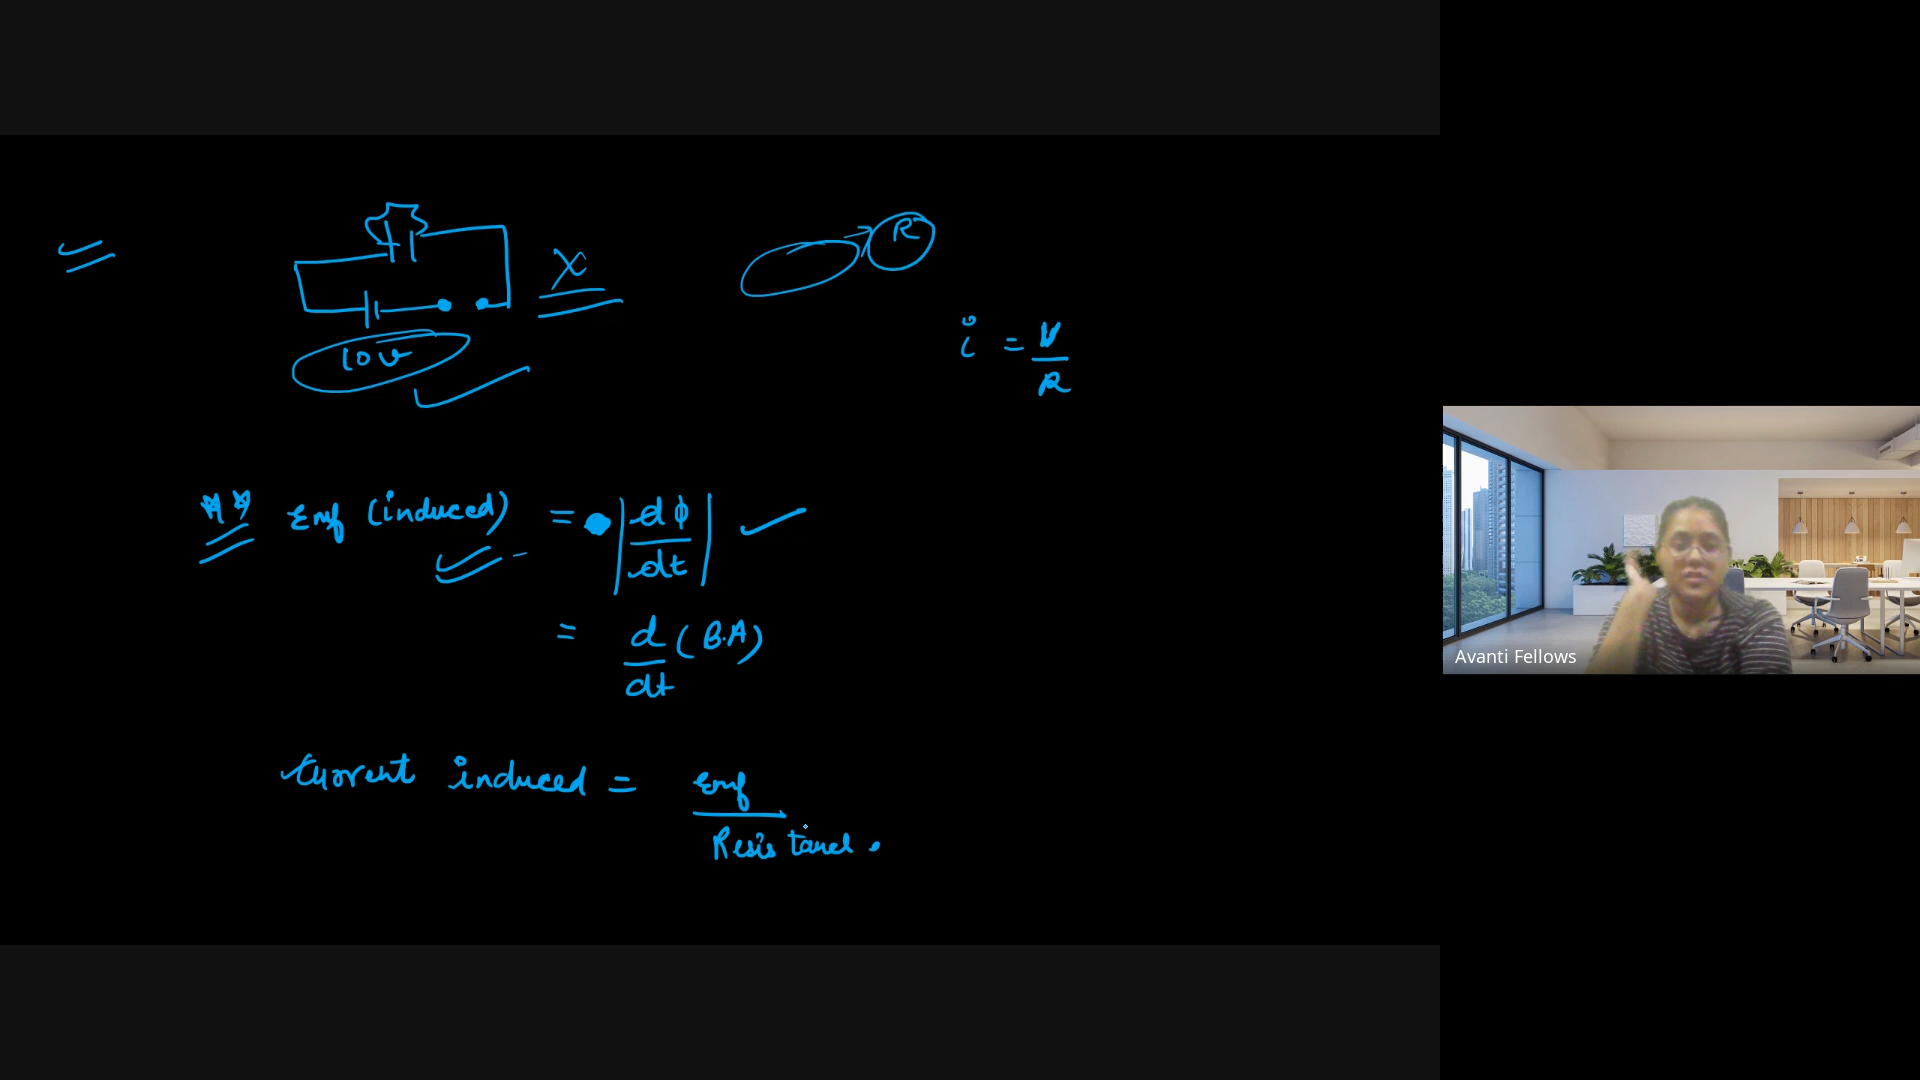 X
R
10v
i = V/R
Emf (induced) = |dϕ/dt|
= d/dt (B.A)
Current induced = Emf/Resistance.
Avanti Fellows